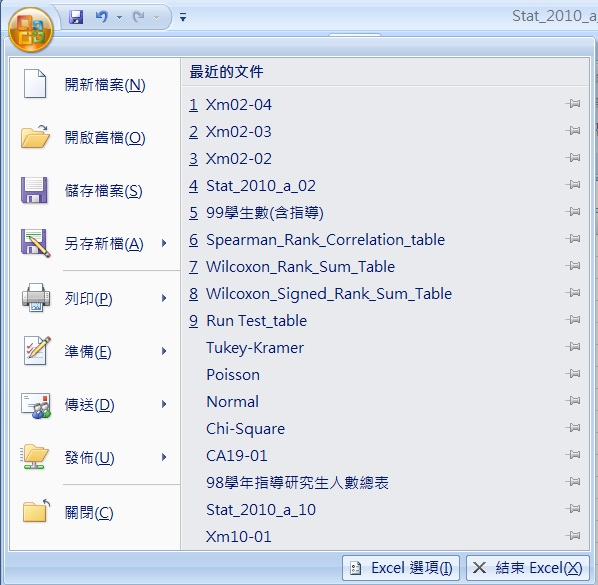 Stat_2010_a
開新檔案(N)
開啟舊檔(O)
儲存檔案(S)
另存新檔(A)
列印(P)
準備(E)
傳送(D)
發佈(U)
關閉(C)
最近的文件
1 Xm02-04
2 Xm02-03
3 Xm02-02
4 Stat_2010_a_02
5 99學生數(含指導)
6 Spearman_Rank_Correlation_table
7 Wilcoxon_Rank_Sum_Table
8 Wilcoxon_Signed_Rank_Sum_Table
9 Run Test_table
Tukey-Kramer
Poisson
Normal
Chi-Square
CA19-01
98學年指導研究生人數總表
Stat_2010_a_10
Xm10-01
Excel 選項(I)
結束 Excel(X)